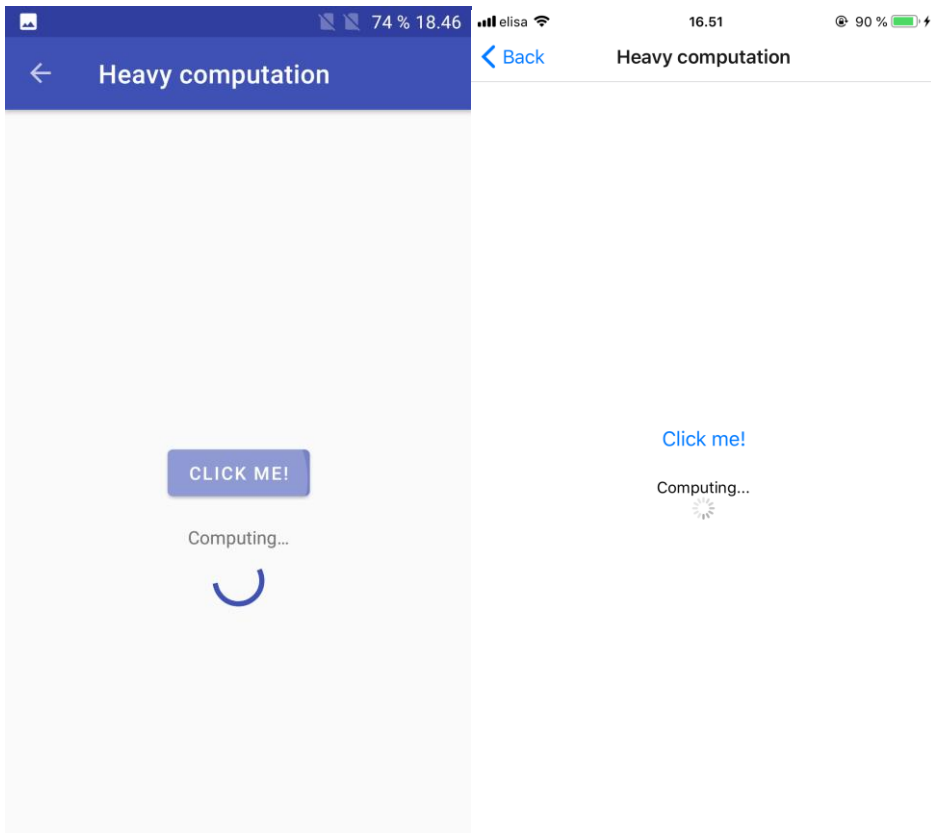 74 % 18.46
Heavy computation
CLICK ME!
Computing...
elisa 16.51 90 %
Back Heavy computation
Click me!
Computing...